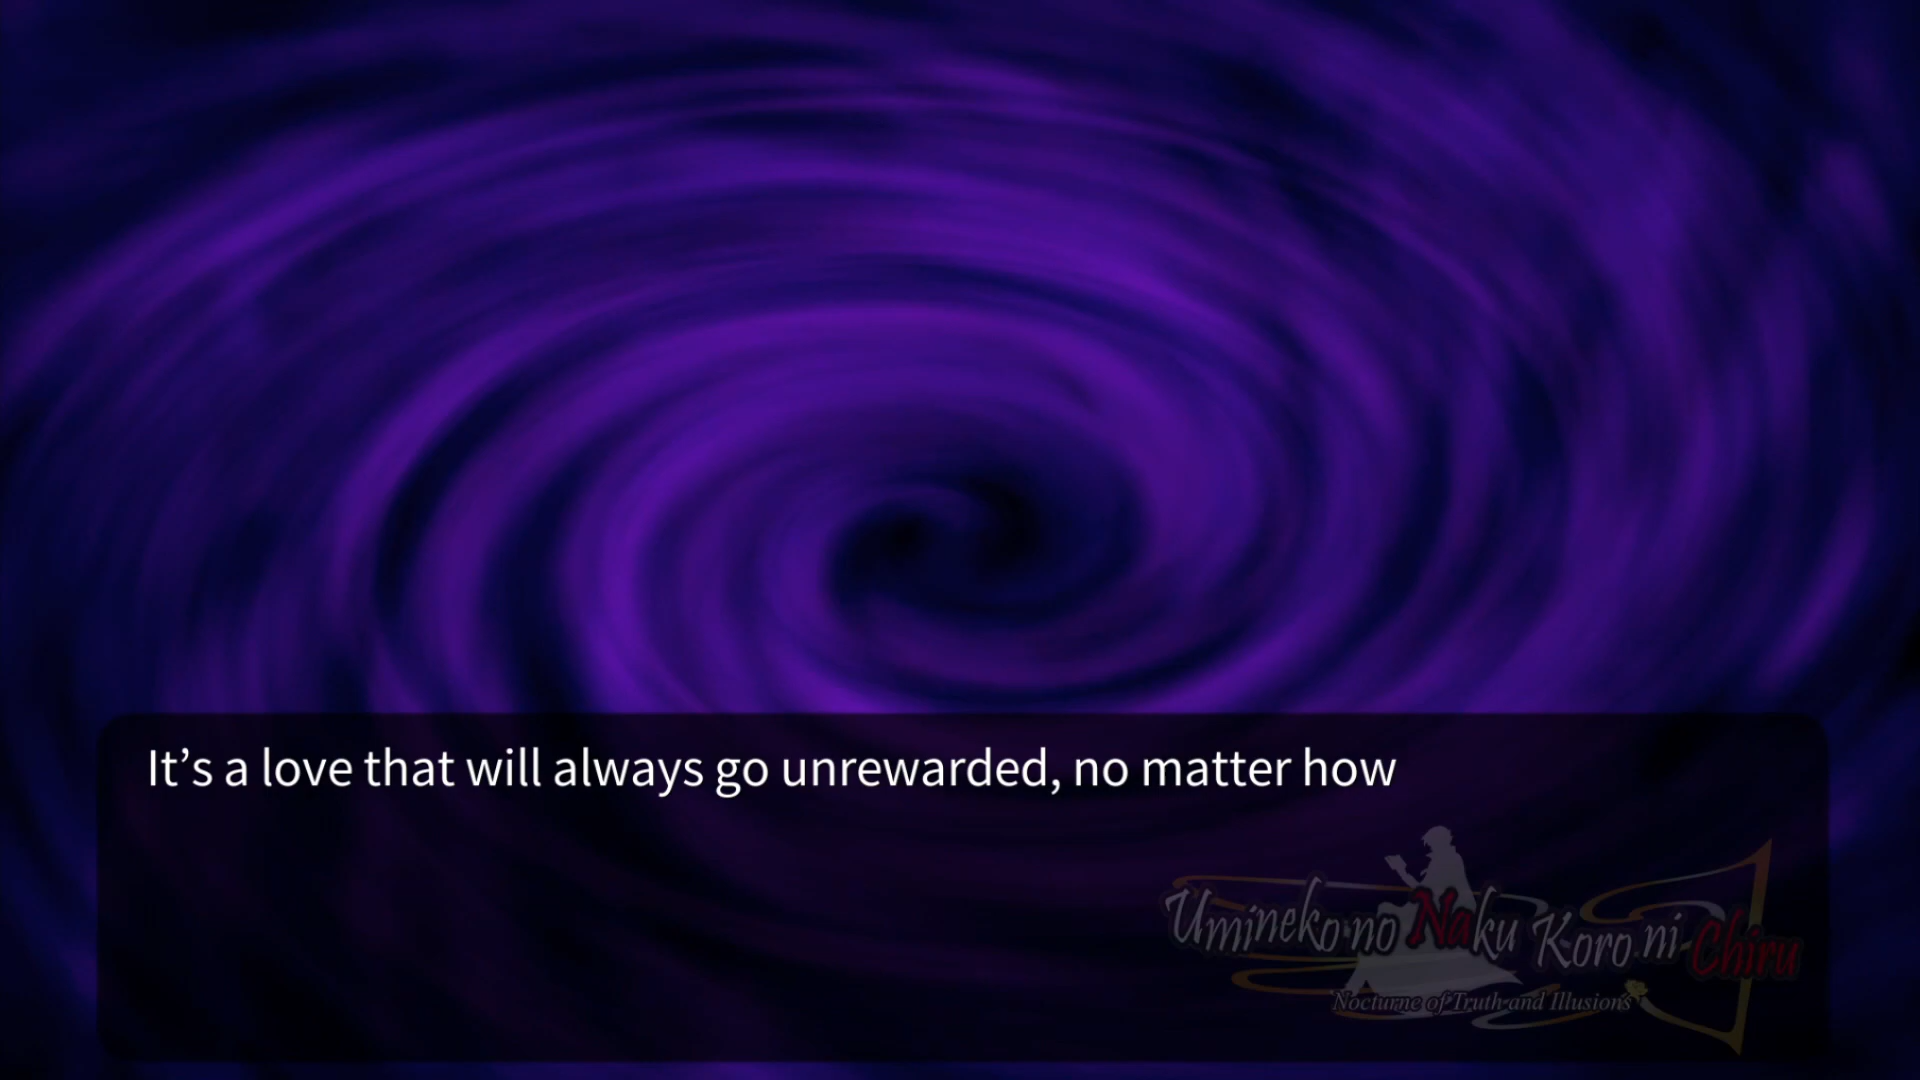 It’s a love that will always go unrewarded, no matter how
Umineko no Naku Koro ni Chiru
Nocturne of Truth and Illusions